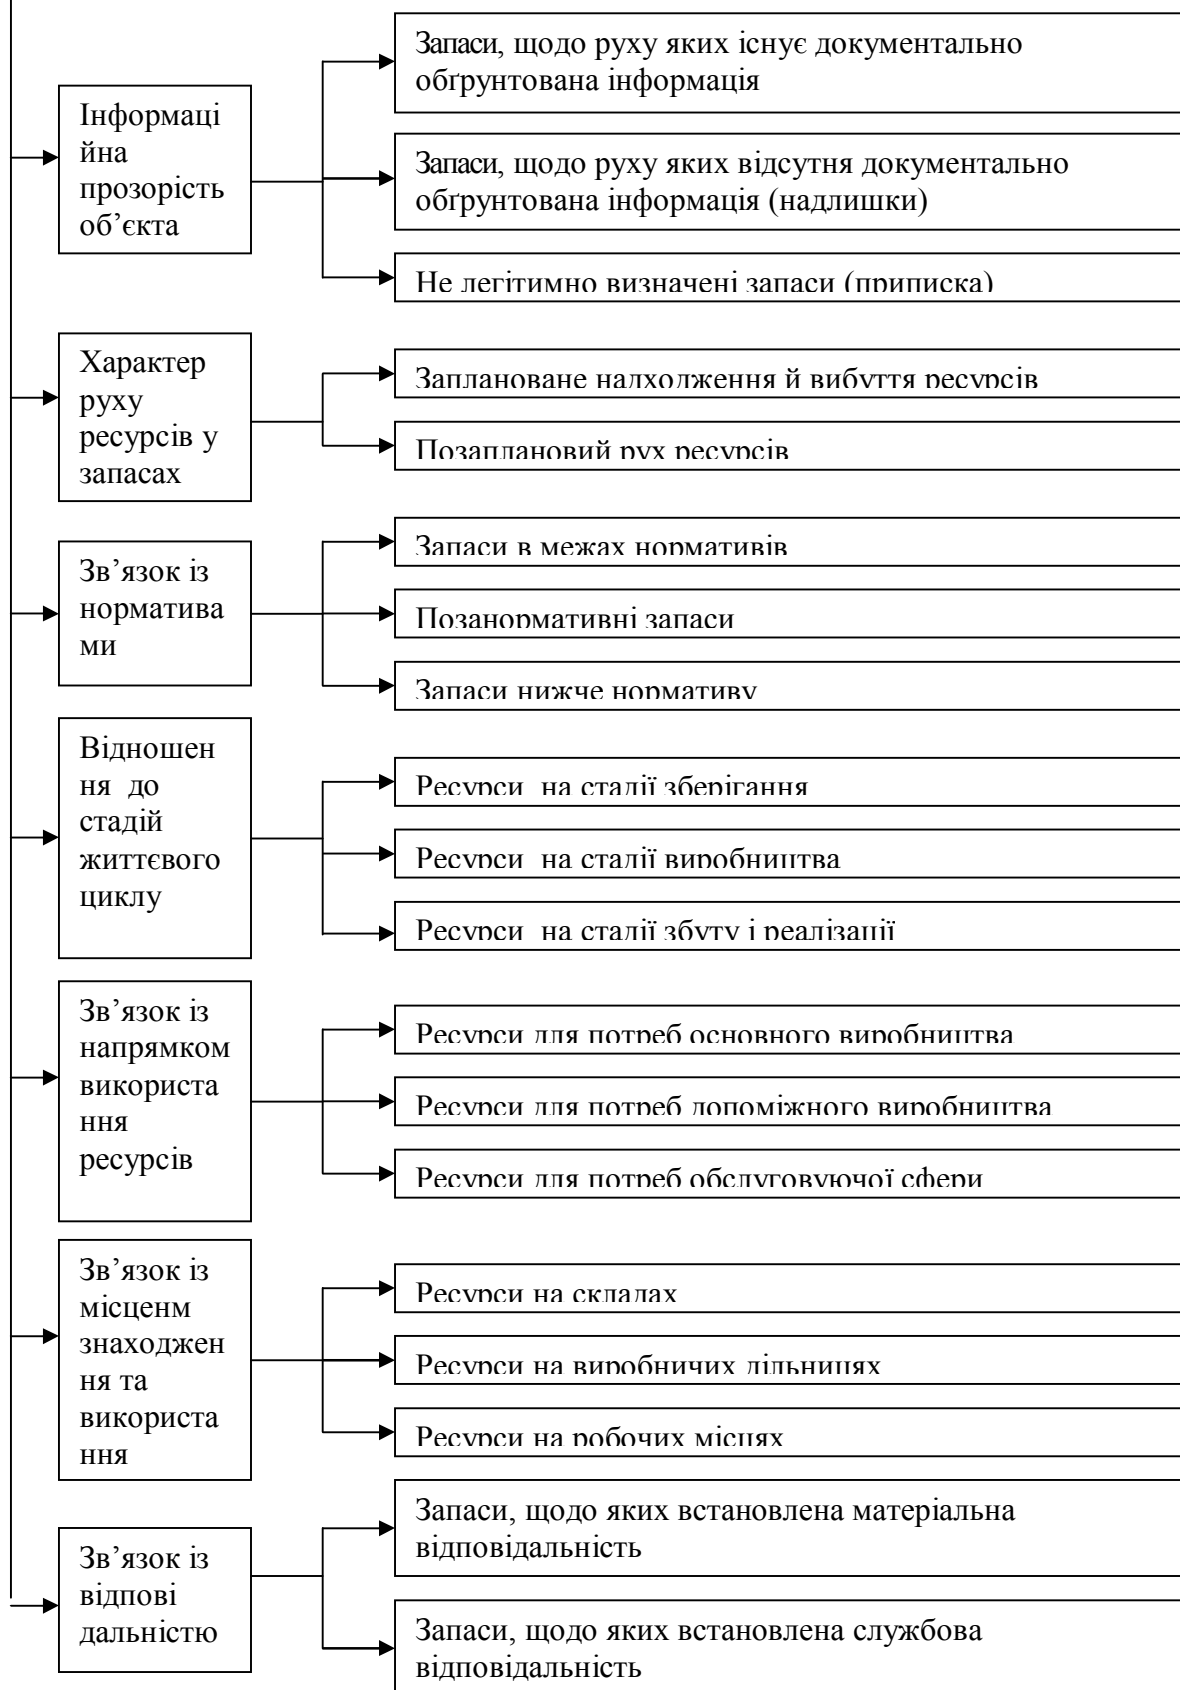 Запаси, щодо руху яких існує документально
обґрунтована інформація
Інформаці
йна
прозорість
об’єкта
Запаси, щодо руху яких відсутня документально
обґрунтована інформація (надлишки)
Не легітимно визначені запаси (приписка)
Характер
руху
ресурсів у
запасах
Заплановане надходження й вибуття ресурсів
Позаплановий рух ресурсів
Зв’язок із
норматива
ми
Запаси в межах нормативів
Позанормативні запаси
Запаси нижче нормативу
Відношен
ня до
стадій
життєвого
циклу
Ресурси на стадії зберігання
Ресурси на стадії виробництва
Ресурси на стадії збуту і реалізації
Зв’язок із
напрямком
використа
ння
ресурсів
Ресурси для потреб основного виробництва
Ресурси для потреб допоміжного виробництва
Ресурси для потреб обслуговуючої сфери
Зв’язок із
місценм
знаходжен
ня та
використа
ння
Ресурси на складах
Ресурси на виробничих дільницях
Ресурси на робочих місцях
Зв’язок із
відпові
дальністю
Запаси, щодо яких встановлена матеріальна
відповідальність
Запаси, щодо яких встановлена службова
відповідальність